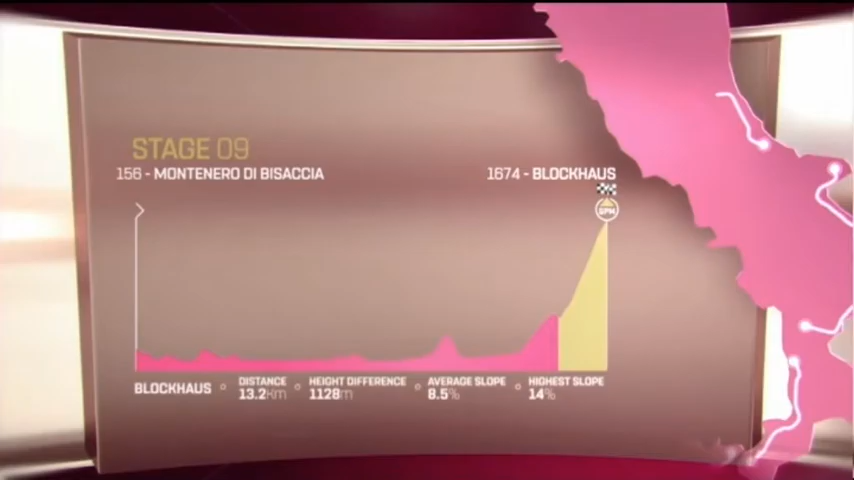 STAGE 09
156 - MONTENERO DI BISACCIA
1674 - BLOCKHAUS
GPM
BLOCKHAUS
DISTANCE
13.2Km
HEIGHT DIFFERENCE
1128m
AVERAGE SLOPE
8.5%
HIGHEST SLOPE
14%